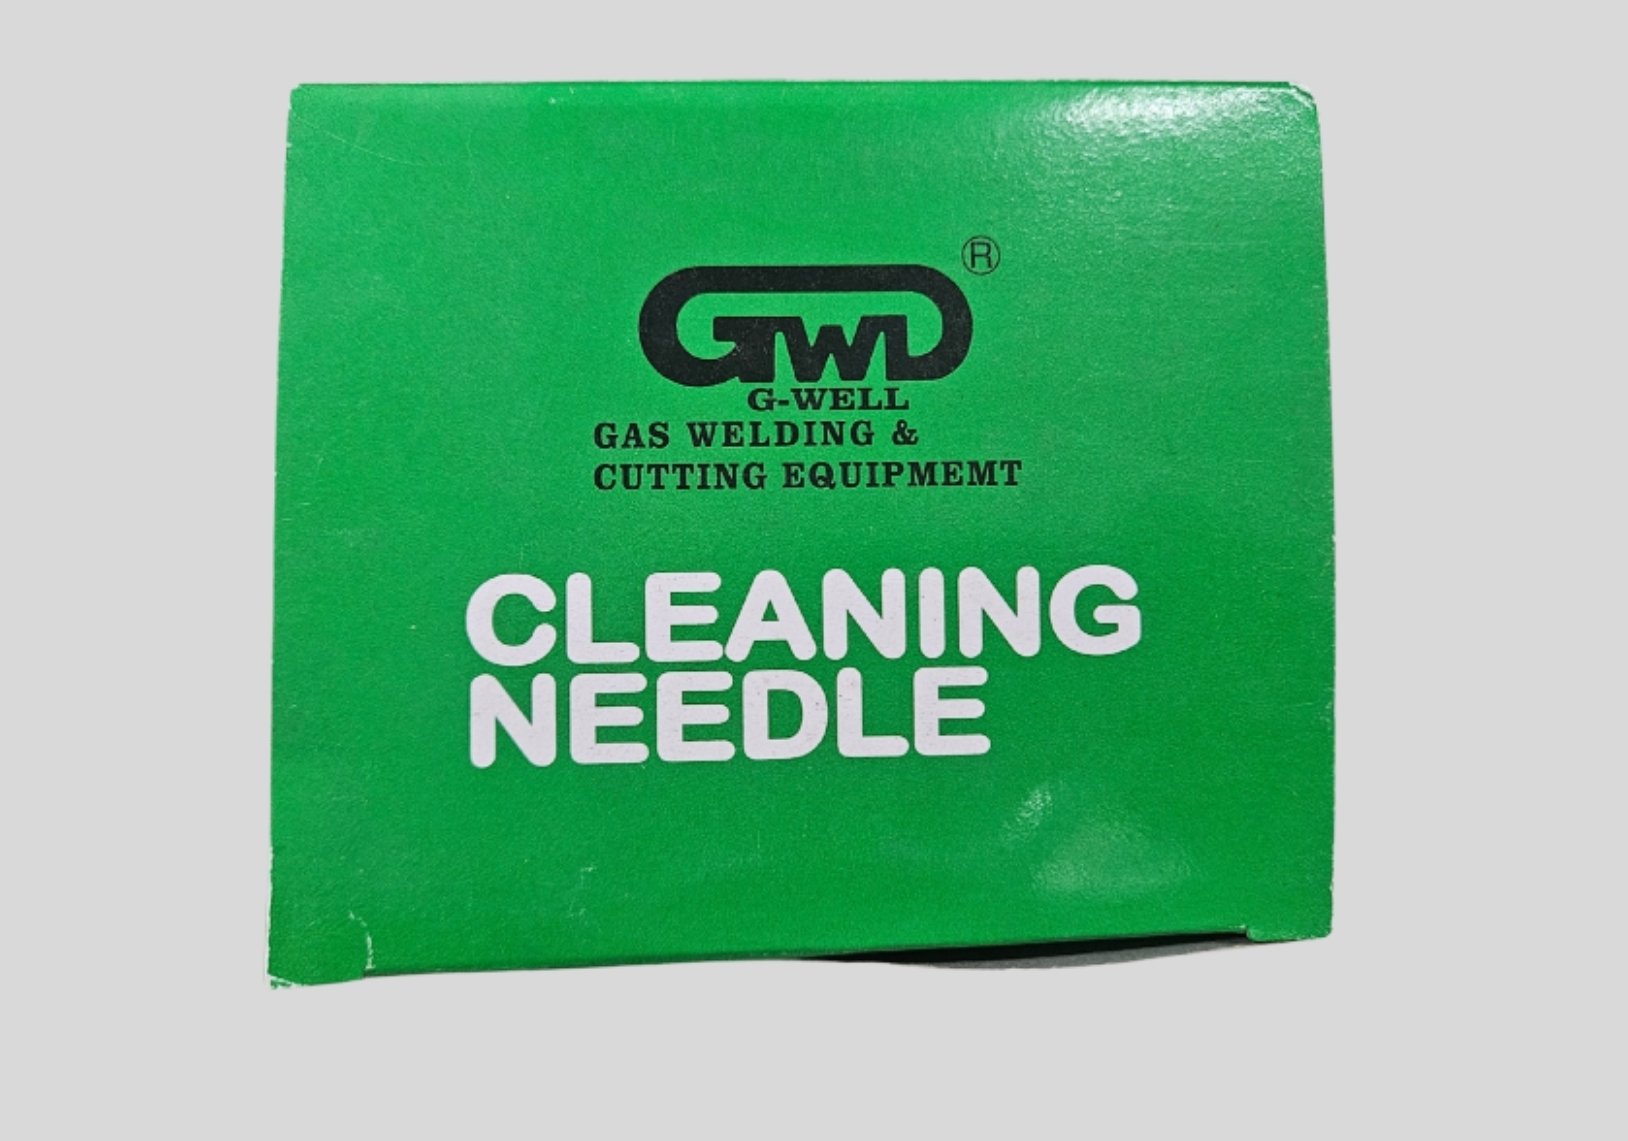 GWD
®
G-WELL
GAS WELDING &
CUTTING EQUIPMEMT
CLEANING
NEEDLE